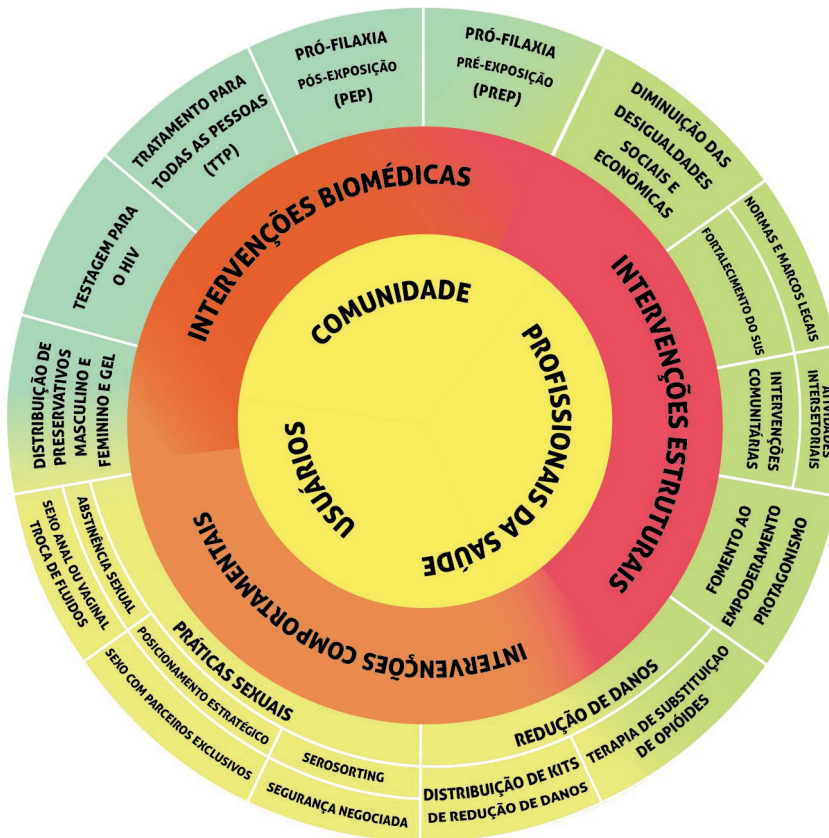 COMUNIDADE
PROFISSIONAIS DA SAÚDE
USUÁRIOS
INTERVENÇÕES BIOMÉDICAS
INTERVENÇÕES ESTRUTURAIS
INTERVENÇÕES COMPORTAMENTAIS
PRÓ-FILAXIA
PÓS-EXPOSIÇÃO
(PEP)
PRÓ-FILAXIA
PRÉ-EXPOSIÇÃO
(PREP)
DIMINUIÇÃO DAS
DESIGUALDADES
SOCIAIS E
ECONÔMICAS
NORMAS E MARCOS LEGAIS
FORTALECIMENTO DO SUS
INTERSETORIAIS
INTERVENÇÕES
COMUNITÁRIAS
FOMENTO AO
EMPODERAMENTO
PROTAGONISMO
REDUÇÃO DE DANOS
TERAPIA DE SUBSTITUIÇÃO
DE OPIÓIDES
DISTRIBUIÇÃO DE KITS
DE REDUÇÃO DE DANOS
PRÁTICAS SEXUAIS
SEROSORTING
SEGURANÇA NEGOCIADA
POSICIONAMENTO ESTRATÉGICO
SEXO COM PARCEIROS EXCLUSIVOS
ABSTINÊNCIA SEXUAL
SEXO ANAL OU VAGINAL
TROCA DE FLUIDOS
DISTRIBUIÇÃO DE
PRESERVATIVOS
MASCULINO E
FEMININO E GEL
TESTAGEM PARA
O HIV
TRATAMENTO PARA
TODAS AS PESSOAS
(TTP)